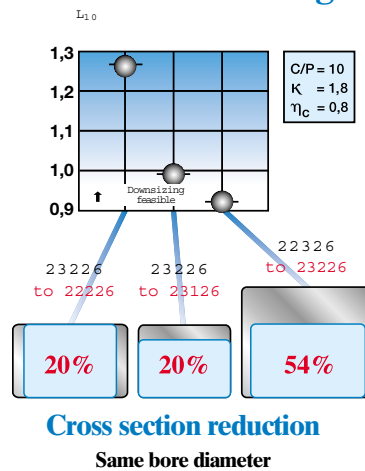 L10
1,3
1,2
1,1
1,0
0,9
C/P = 10
K = 1,8
ηc = 0,8
Downsizing
feasible
23226
to 22226
23226
to 23126
22326
to 23226
20%
20%
54%
Cross section reduction
Same bore diameter